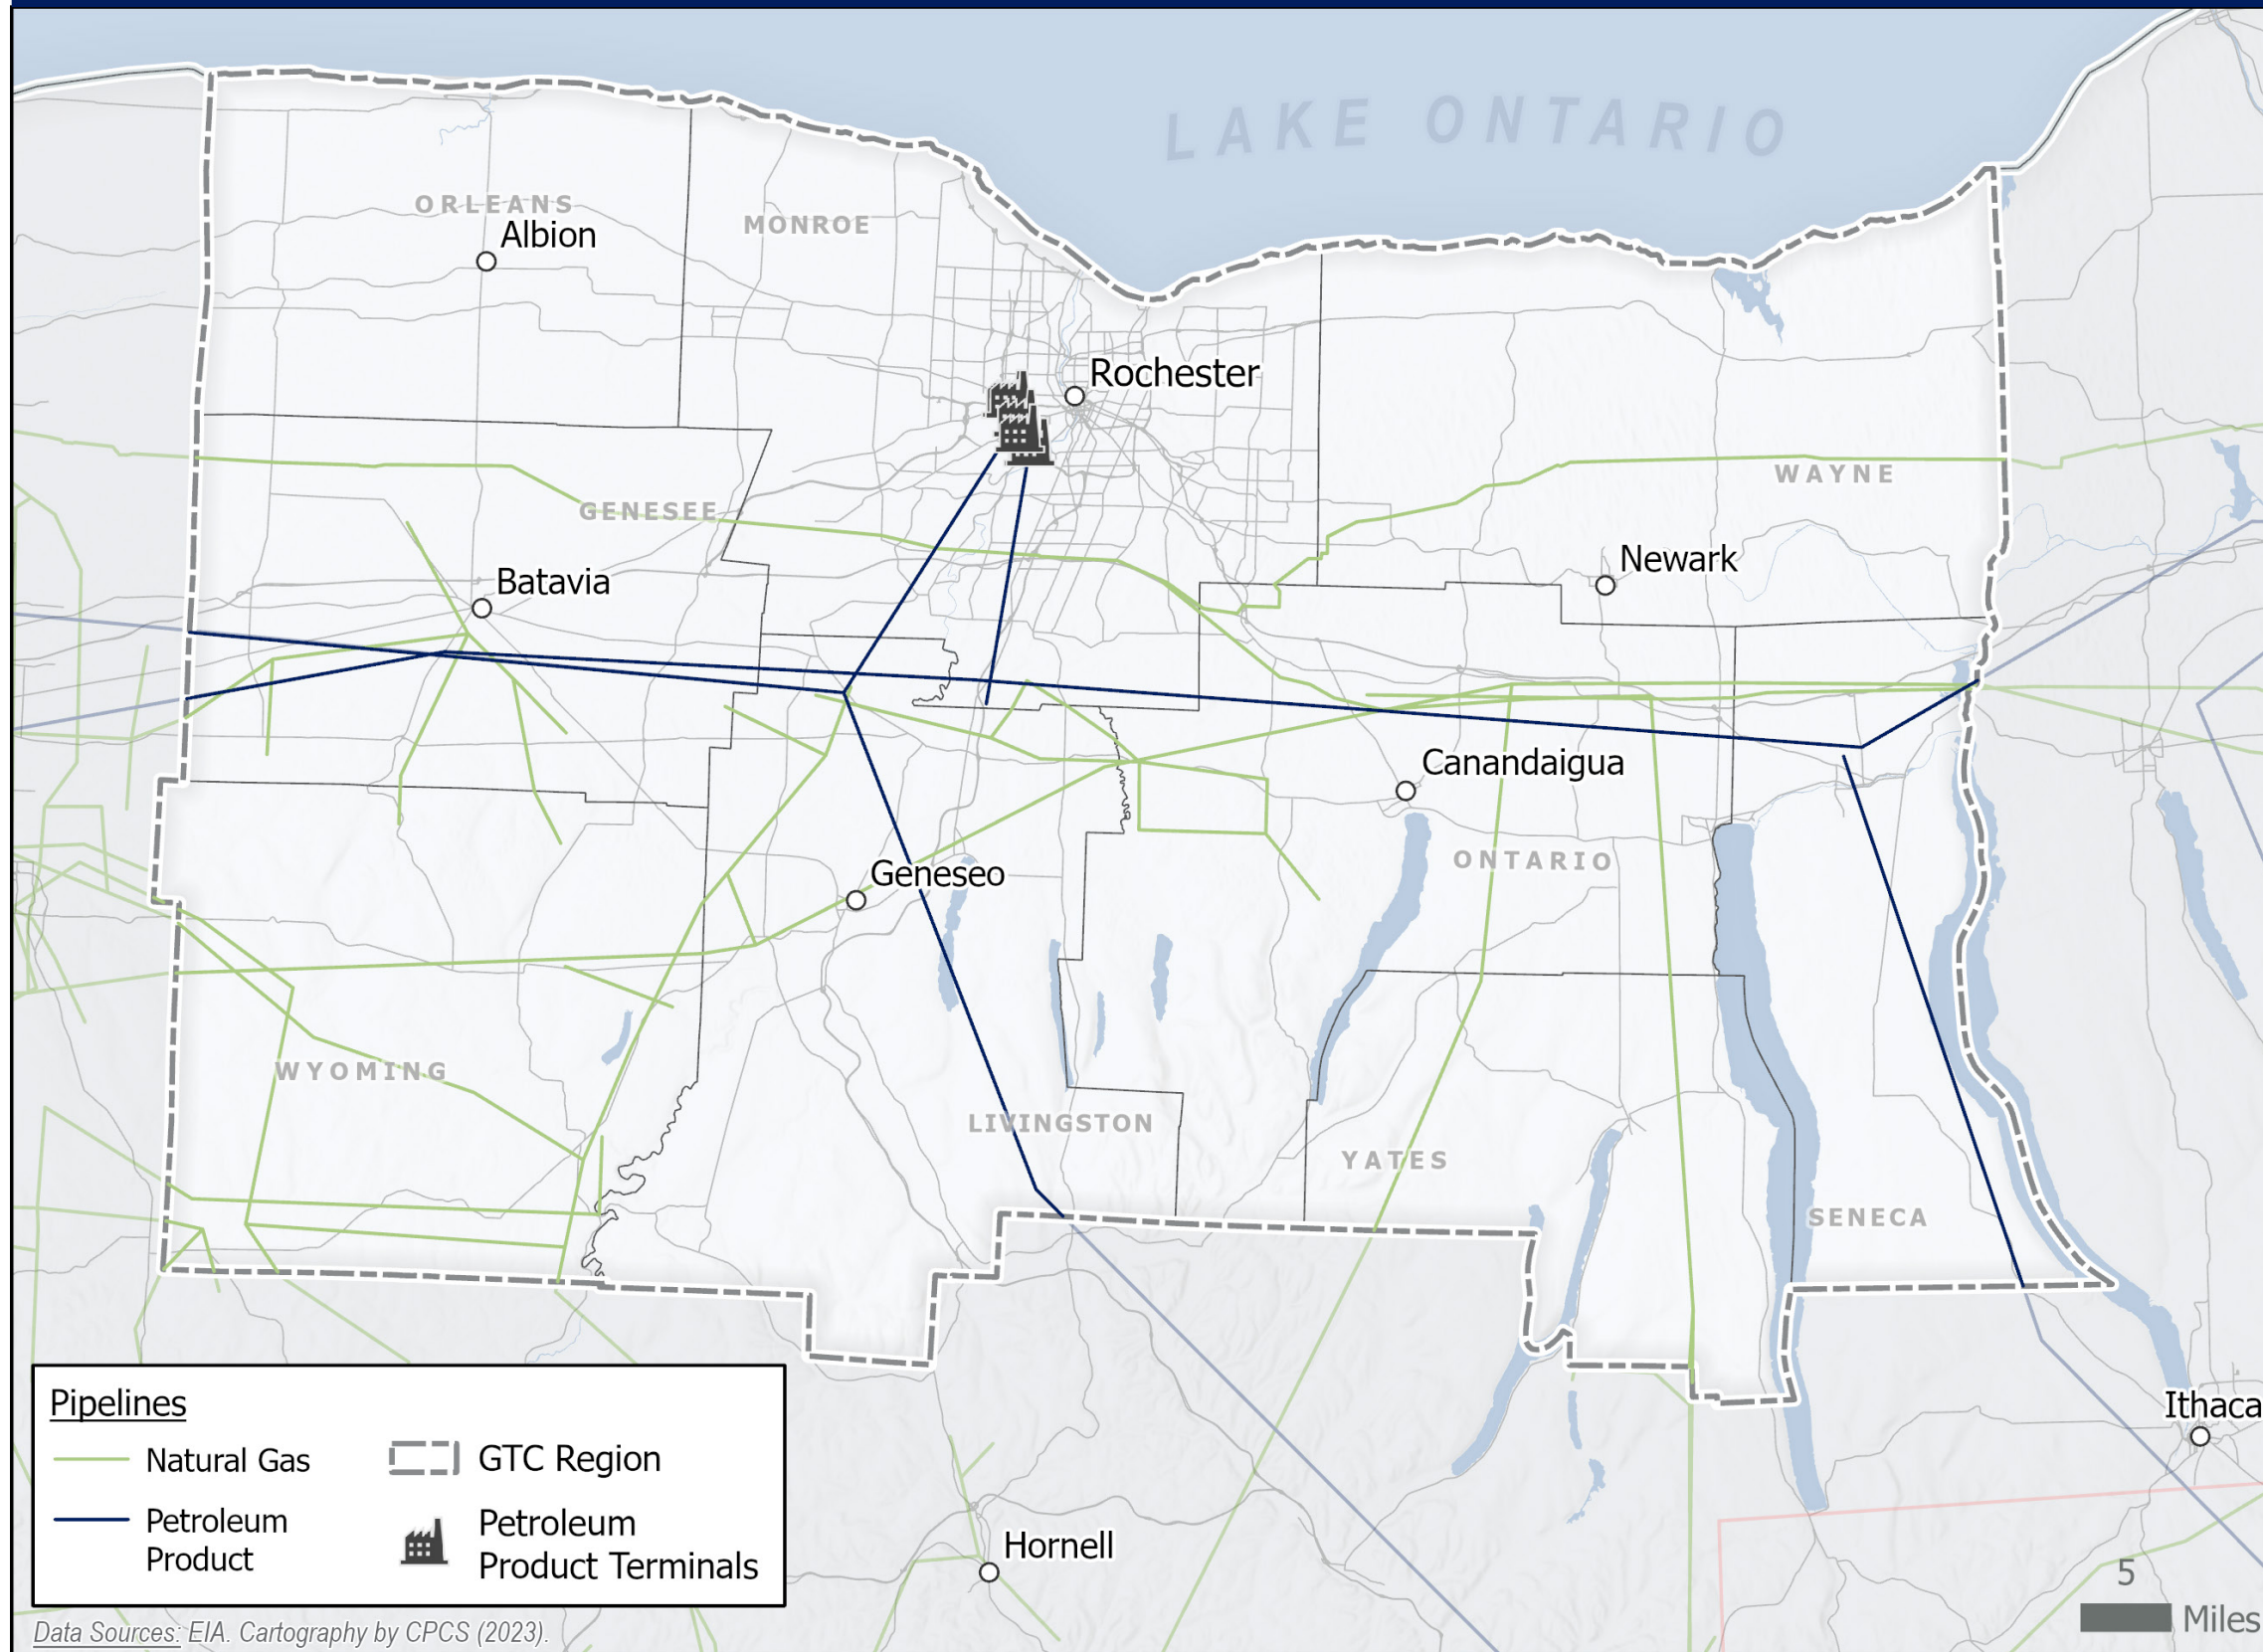 LAKE ONTARIO
ORLEANS
Albion
MONROE
Rochester
WAYNE
GENESEE
Newark
Batavia
Canandaigua
ONTARIO
Geneseo
WYOMING
LIVINGSTON
YATES
SENECA
Ithaca
Hornell
Pipelines
Natural Gas
Petroleum
Product
GTC Region
Petroleum
Product Terminals
5
Miles
Data Sources: EIA. Cartography by CPCS (2023).